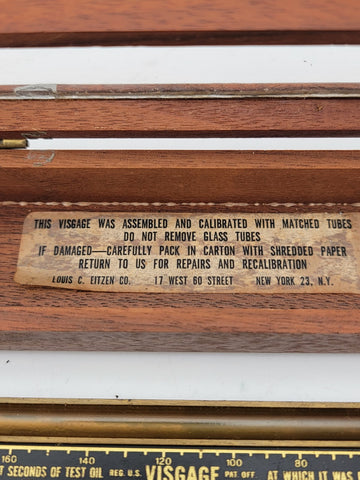 THIS VISGAGE WAS ASSEMBLED AND CALIBRATED WITH MATCHED TUBES
DO NOT REMOVE GLASS TUBES
IF DAMAGED—CAREFULLY PACK IN CARTON WITH SHREDDED PAPER
RETURN TO US FOR REPAIRS AND RECALIBRATION
LOUIS C. EITZEN CO. 17 WEST 60 STREET NEW YORK 23, N.Y.
160 140 120 100 80
T SECONDS OF TEST OIL REG. U.S. VISGAGE PAT. OFF. AT WHICH IT WAS